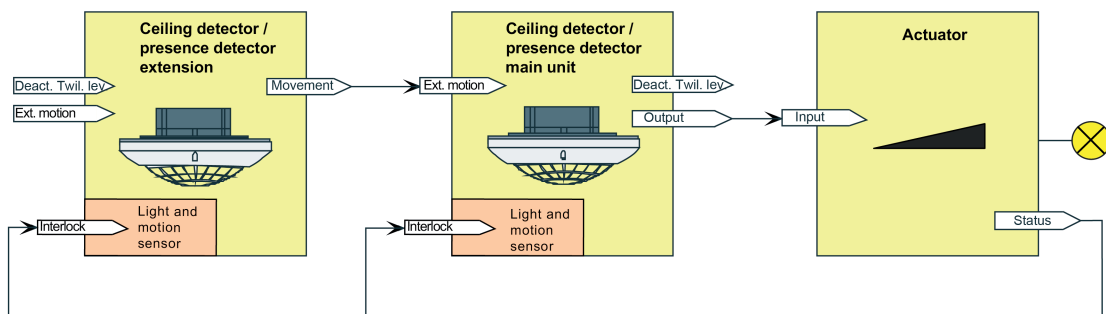 Ceiling detector /
presence detector
extension
Deact. Twil. lev
Ext. motion
Movement
Interlock
Light and
motion
sensor
Ceiling detector /
presence detector
main unit
Ext. motion
Deact. Twil. lev
Output
Interlock
Light and
motion
sensor
Actuator
Input
Status